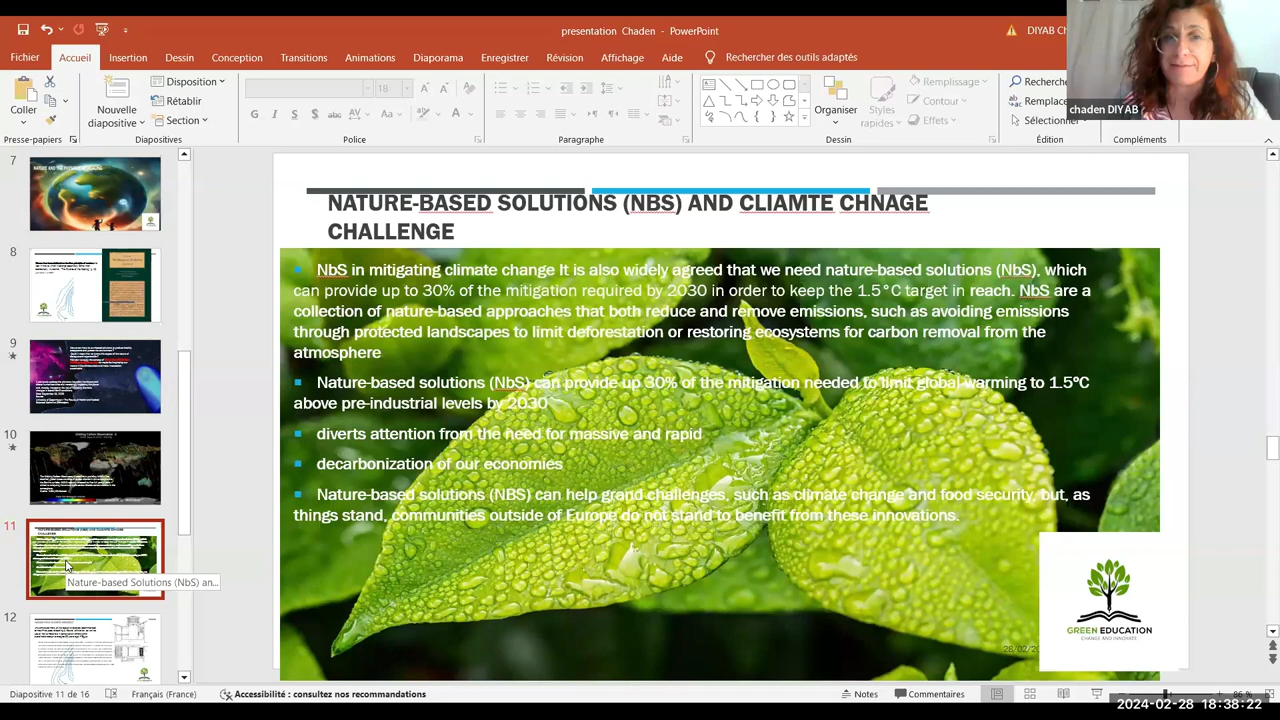 presentation Chaden - PowerPoint
DIYAB Ch
Fichier Accueil Insertion Dessin Conception Transitions Animations Diaporama Enregistrer Révision Affichage Aide Rechercher des outils adaptés
chaden DIYAB
Coller
Nouvelle diapositive
Disposition
Rétablir
Section
18
G I S S ab AV Aa A
Organiser
Styles rapides
Remplissage
Contour
Effets
Recherche
Remplace
Sélectionner
Presse-papiers Diapositives Police Paragraphe Dessin Édition Compléments
7
8
9
10
11
12
Nature-based Solutions (NbS) an...
NATURE-BASED SOLUTIONS (NBS) AND CLIAMTE CHNAGE
CHALLENGE
NbS in mitigating climate change It is also widely agreed that we need nature-based solutions (NbS), which
can provide up to 30% of the mitigation required by 2030 in order to keep the 1.5°C target in reach. NbS are a
collection of nature-based approaches that both reduce and remove emissions, such as avoiding emissions
through protected landscapes to limit deforestation or restoring ecosystems for carbon removal from the
atmosphere
Nature-based solutions (NbS) can provide up 30% of the mitigation needed to limit global warming to 1.5ºC
above pre-industrial levels by 2030
diverts attention from the need for massive and rapid
decarbonization of our economies
Nature-based solutions (NBS) can help grand challenges, such as climate change and food security, but, as
things stand, communities outside of Europe do not stand to benefit from these innovations.
GREEN EDUCATION
CHANGE AND INNOVATE
28/02/20
Diapositive 11 de 16 Français (France) Accessibilité : consultez nos recommandations Notes Commentaires 86 %
2024-02-28 18:38:22